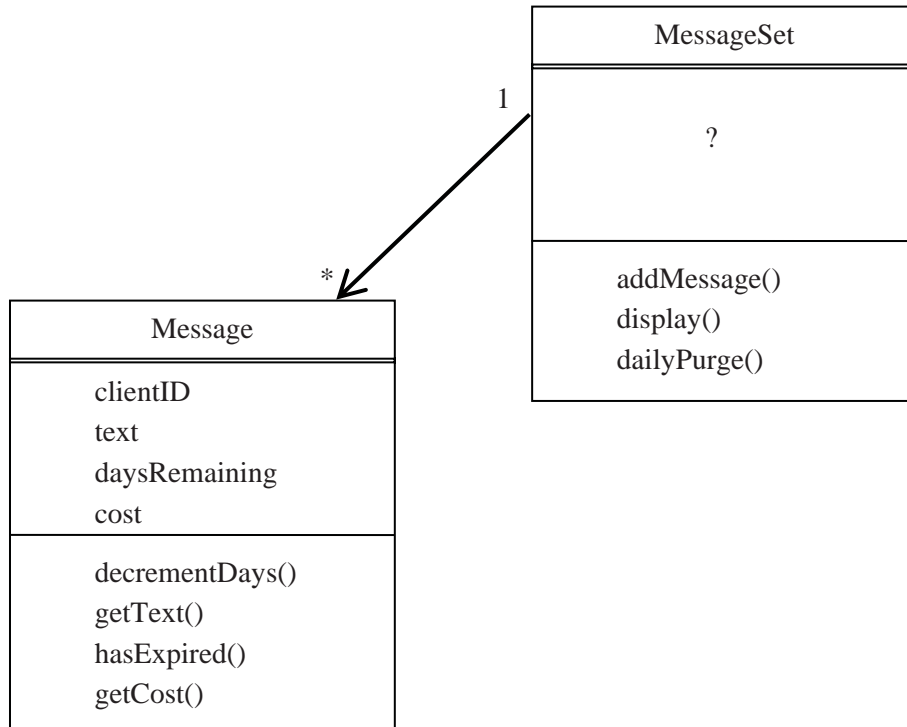 MessageSet
1
?
*
addMessage()
display()
dailyPurge()
Message
clientID
text
daysRemaining
cost
decrementDays()
getText()
hasExpired()
getCost()